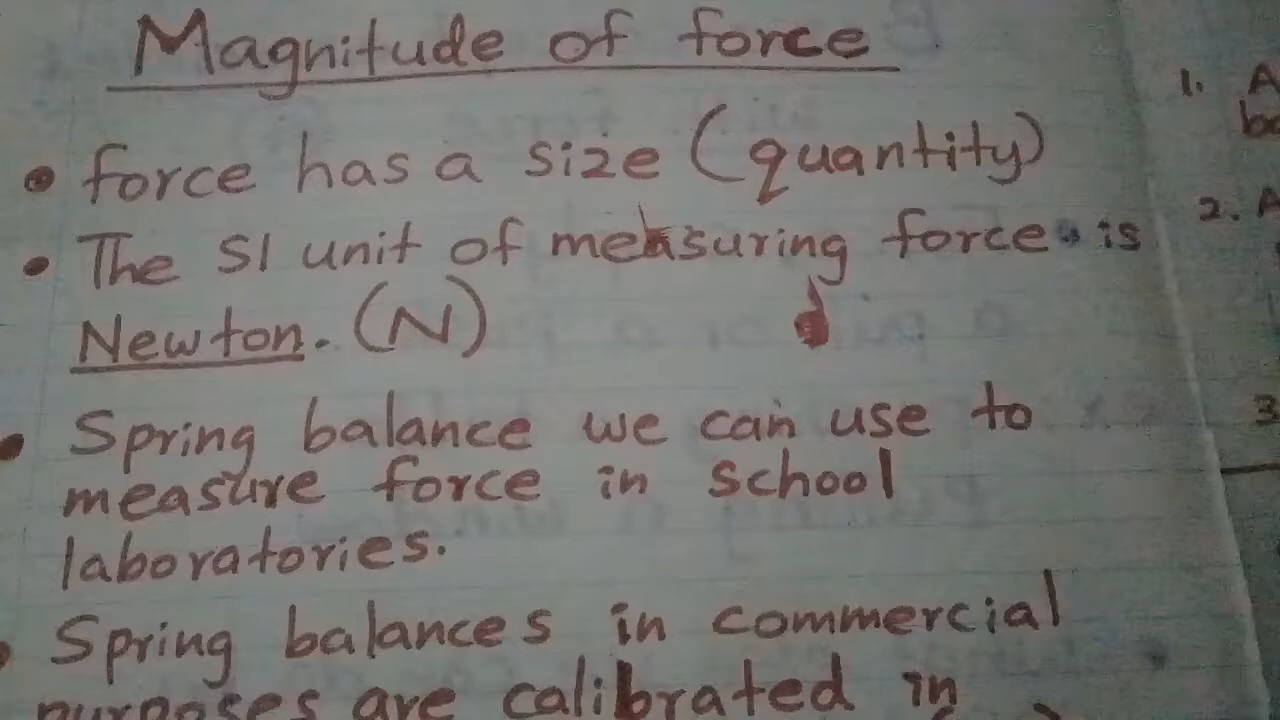 Magnitude of force
• force has a size (quantity)
• The SI unit of measuring force is
Newton. (N)
• Spring balance we can use to
measure force in school
laboratories.
• Spring balances in commercial
purposes are calibrated in
1. A
2. A
3